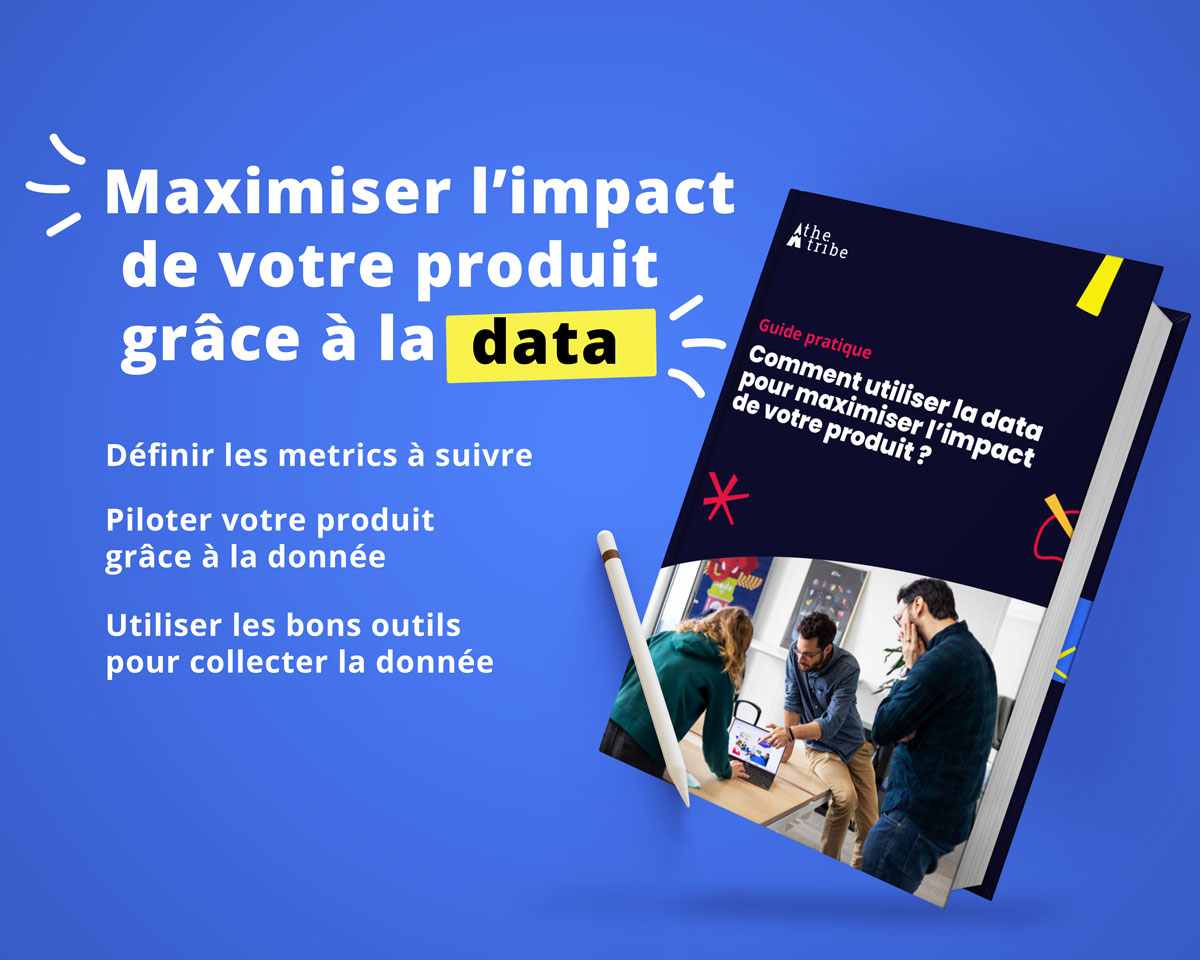 Maximiser l’impact
de votre produit
grâce à la data
Définir les metrics à suivre
Piloter votre produit
grâce à la donnée
Utiliser les bons outils
pour collecter la donnée
the
tribe
Guide pratique
Comment utiliser la data
pour maximiser l’impact
de votre produit ?